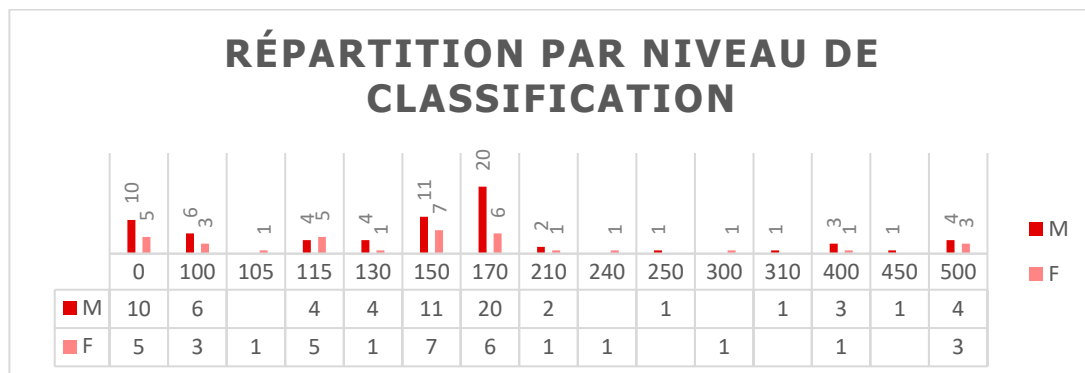 RÉPARTITION PAR NIVEAU DE
CLASSIFICATION
10 5 6 3 1 4 5 4 1 11 7 20 6 2 1 1 1 1 1 3 1 1 4 3
M
F
0 100 105 115 130 150 170 210 240 250 300 310 400 450 500
M 10 6 4 4 11 20 2 1 1 3 1 4
F 5 3 1 5 1 7 6 1 1 1 1 3